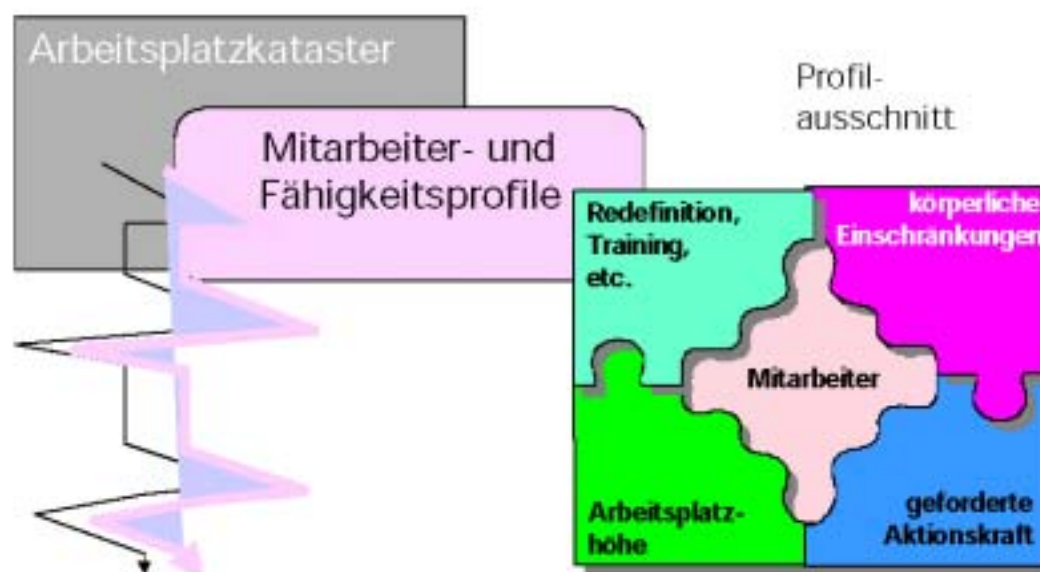 Arbeitsplatzkataster
Mitarbeiter- und
Fähigkeitsprofile
Profil-
ausschnitt
Redefinition,
Training,
etc.
körperliche
Einschränkungen
Mitarbeiter
Arbeitsplatz-
höhe
geforderte
Aktionskraft